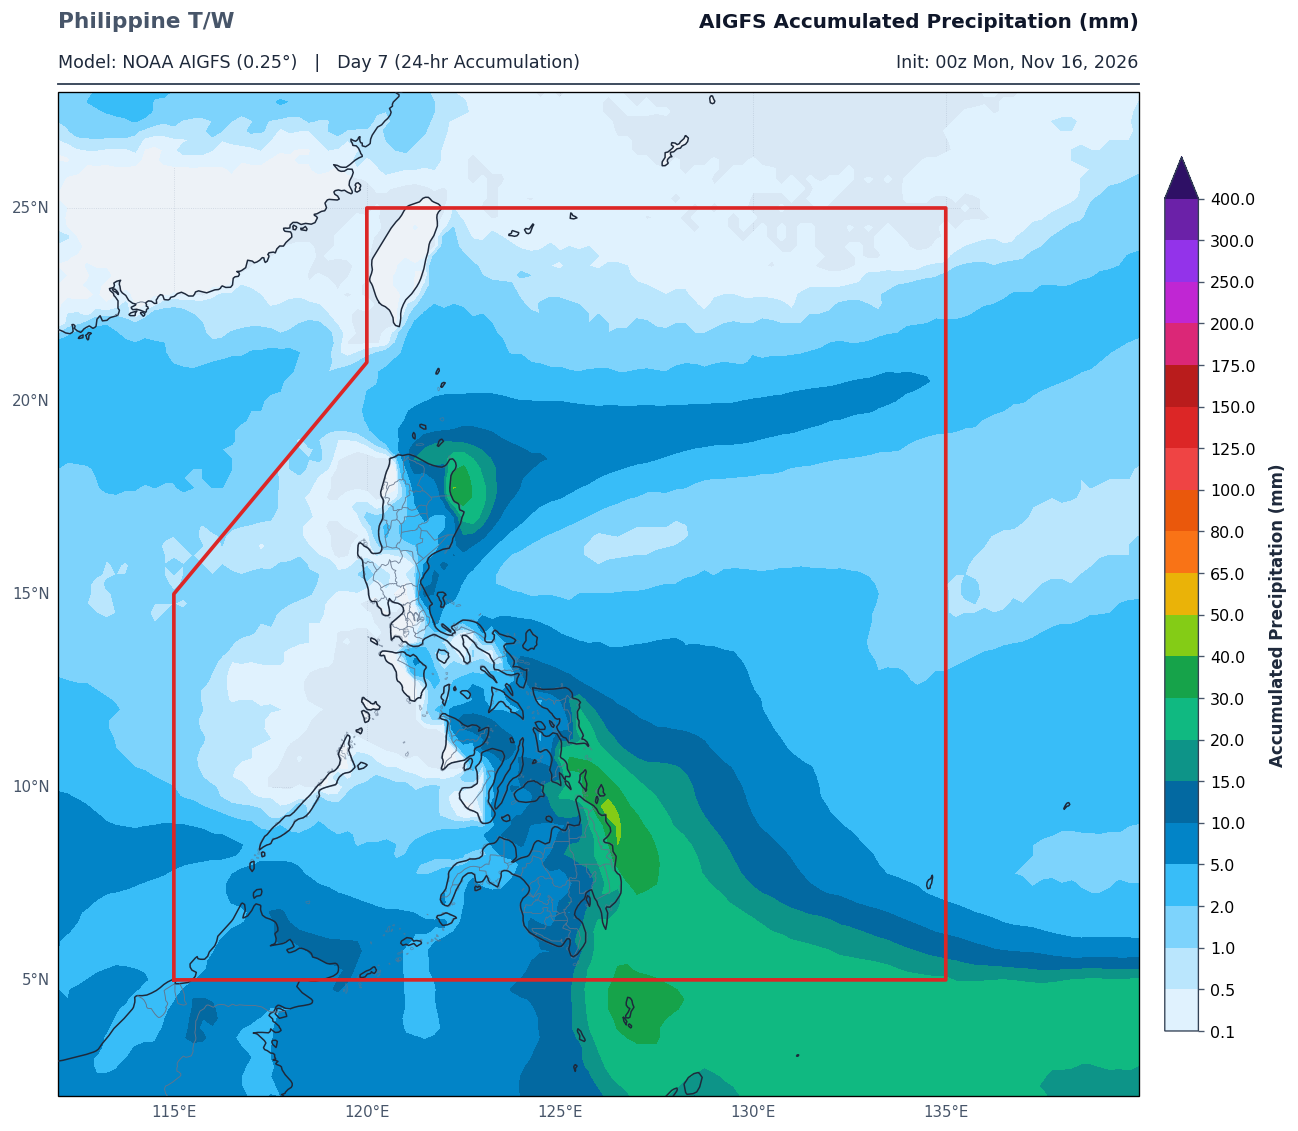 Philippine T/W
AIGFS Accumulated Precipitation (mm)
Model: NOAA AIGFS (0.25°)   |   Day 7 (24-hr Accumulation)
Init: 00z Mon, Nov 16, 2026
25°N
20°N
15°N
10°N
5°N
115°E
120°E
125°E
130°E
135°E
400.0
300.0
250.0
200.0
175.0
150.0
125.0
100.0
80.0
65.0
50.0
40.0
30.0
20.0
15.0
10.0
5.0
2.0
1.0
0.5
0.1
Accumulated Precipitation (mm)